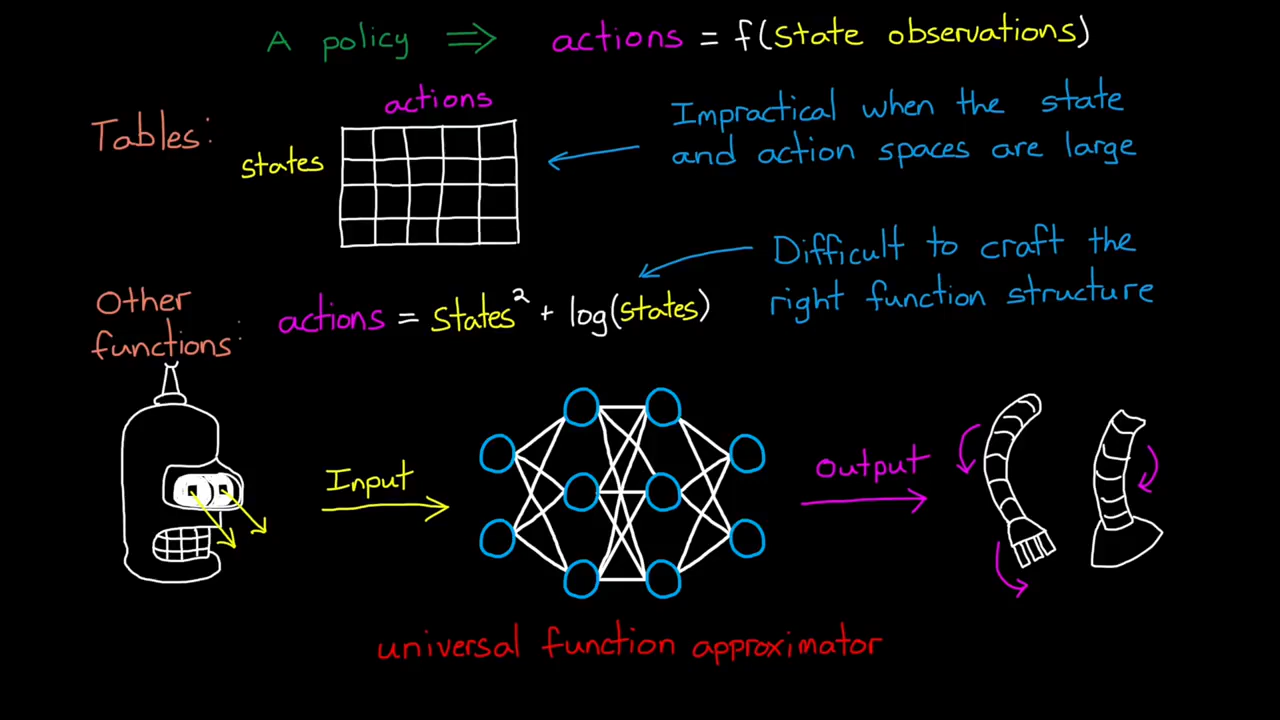 A policy ⇒ actions = f(state observations)
Tables:
actions
states
Impractical when the state
and action spaces are large
Other
functions:
actions = states² + log(states)
Difficult to craft the
right function structure
Input
Output
universal function approximator